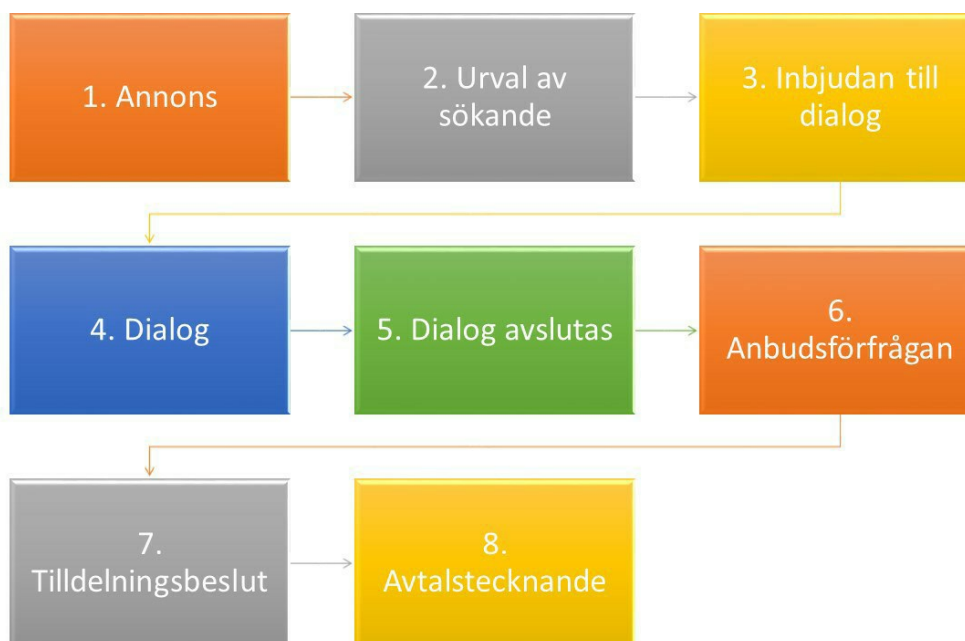 1. Annons
2. Urval av
sökande
3. Inbjudan till
dialog
4. Dialog
5. Dialog avslutas
6.
Anbudsförfrågan
7.
Tilldelningsbeslut
8.
Avtalstecknande